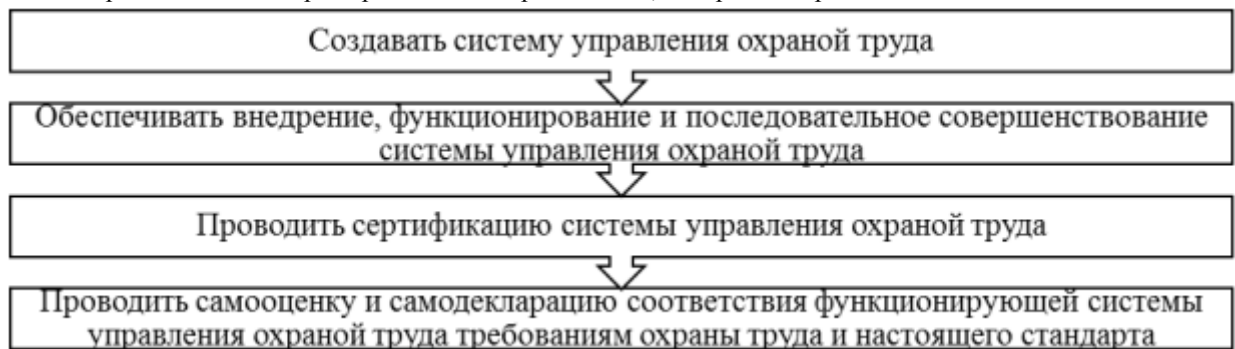 Создавать систему управления охраной труда
Обеспечивать внедрение, функционирование и последовательное совершенствование
системы управления охраной труда
Проводить сертификацию системы управления охраной труда
Проводить самооценку и самодекларацию соответствия функционирующей системы
управления охраной труда требованиям охраны труда и настоящего стандарта